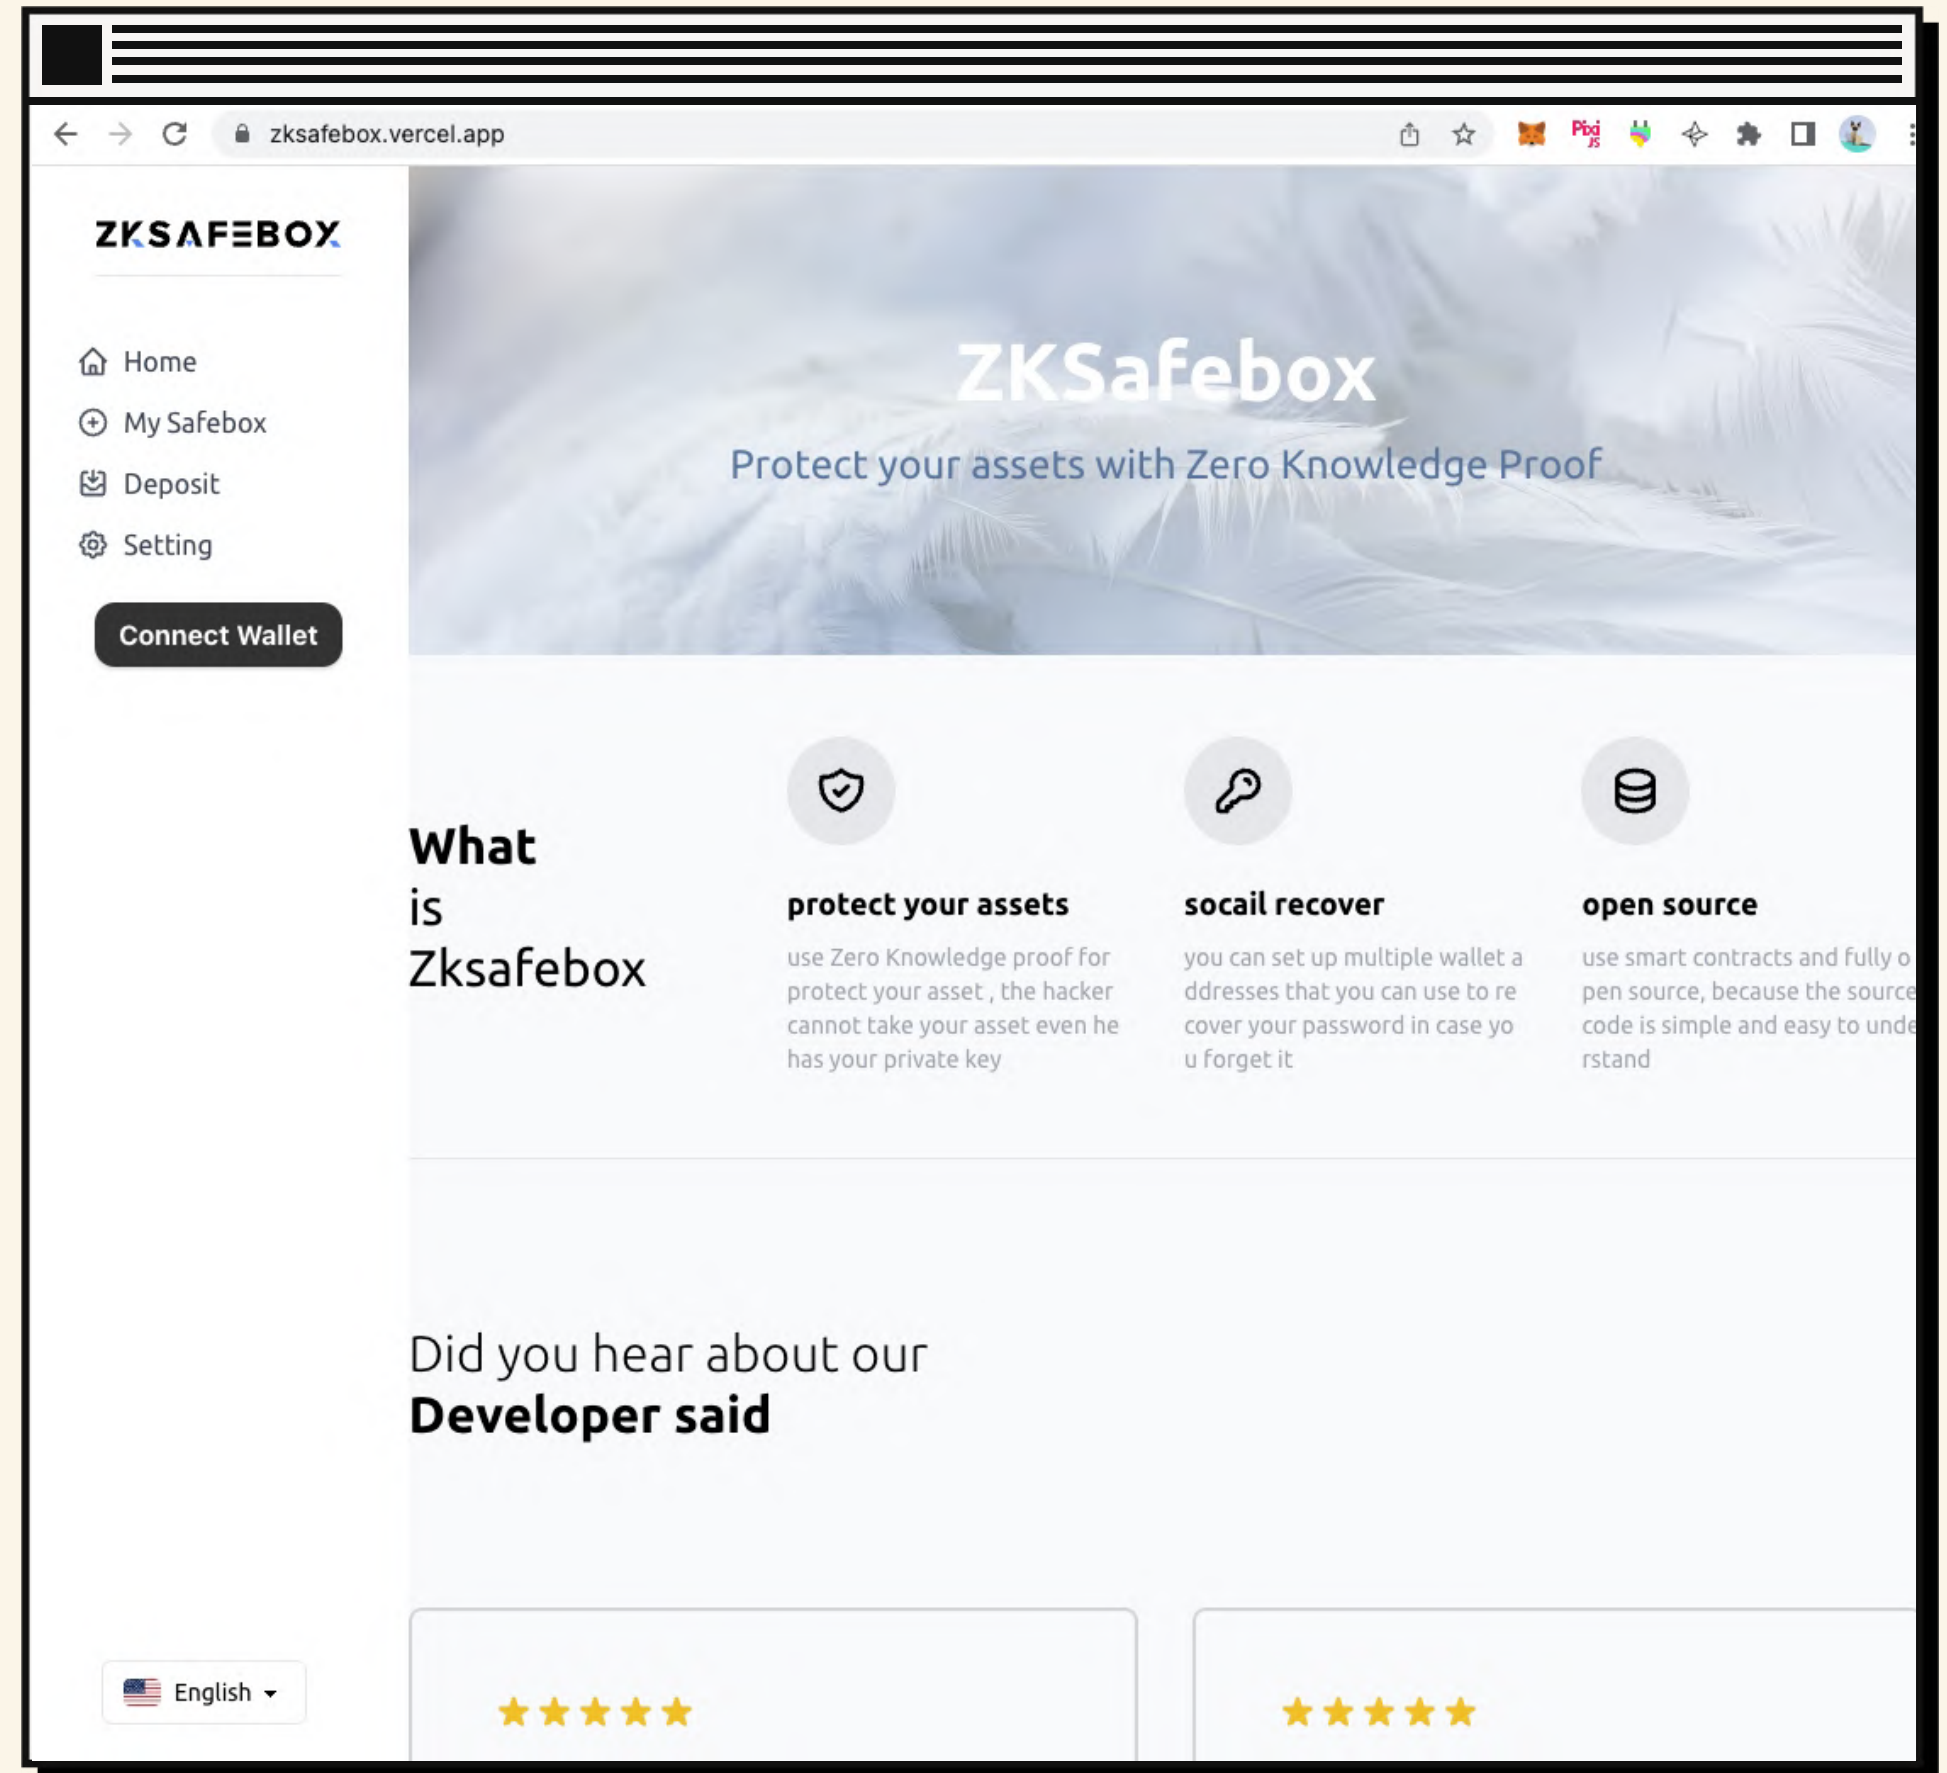 zksafebox.vercel.app
Pixi
JS
ZKSAFEBOX
Home
My Safebox
Deposit
Setting
Connect Wallet
English
ZKSafebox
Protect your assets with Zero Knowledge Proof
What
is
Zksafebox
protect your assets
use Zero Knowledge proof for
protect your asset , the hacker
cannot take your asset even he
has your private key
socail recover
you can set up multiple wallet a
ddresses that you can use to re
cover your password in case yo
u forget it
open source
use smart contracts and fully o
pen source, because the source
code is simple and easy to unde
rstand
Did you hear about our
Developer said